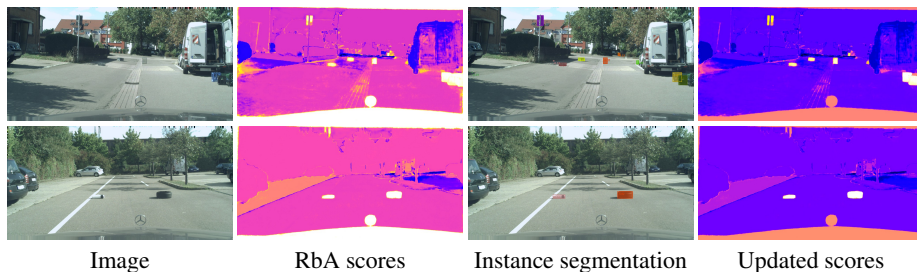 Image
RbA scores
Instance segmentation
Updated scores